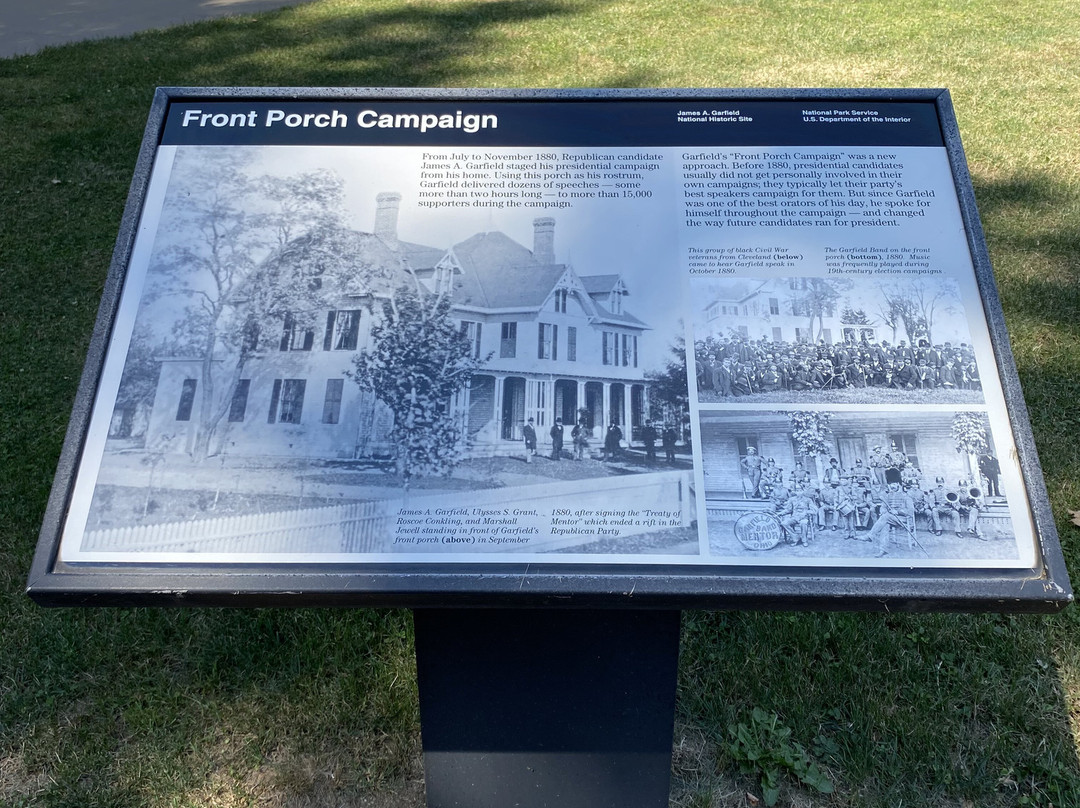 Front Porch Campaign
James A. Garfield
National Historic Site
National Park Service
U.S. Department of the Interior
From July to November 1880, Republican candidate
James A. Garfield staged his presidential campaign
from his home. Using this porch as his rostrum,
Garfield delivered dozens of speeches — some
more than two hours long — to more than 15,000
supporters during the campaign.
Garfield's "Front Porch Campaign" was a new
approach. Before 1880, presidential candidates
usually did not get personally involved in their
own campaigns; they typically let their party's
best speakers campaign for them. But since Garfield
was one of the best orators of his day, he spoke for
himself throughout the campaign — and changed
the way future candidates ran for president.
This group of black Civil War
veterans from Cleveland (below)
came to hear Garfield speak in
October 1880.
The Garfield Band on the front
porch (bottom), 1880. Music
was frequently played during
19th-century election campaigns.
James A. Garfield, Ulysses S. Grant,
Roscoe Conkling, and Marshall
Jewell standing in front of Garfield's
front porch (above) in September
1880, after signing the "Treaty of
Mentor" which ended a rift in the
Republican Party.
BAND
MENTOR
OHIO